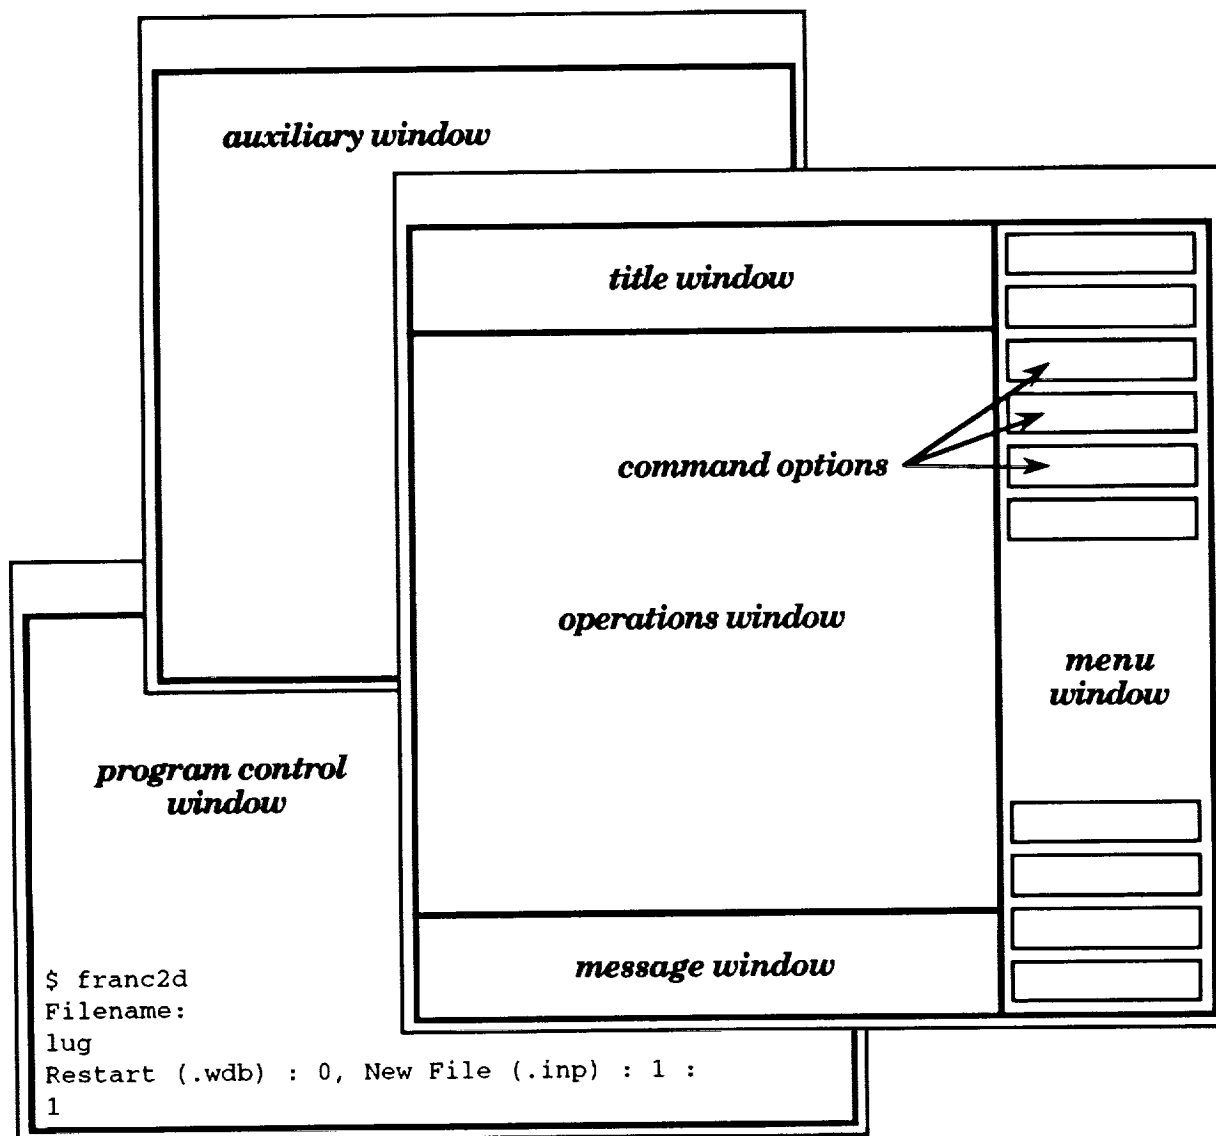 auxiliary window
title window
command options
operations window
menu
window
program control
window
message window
$ franc2d
Filename:
lug
Restart (.wdb) : 0, New File (.inp) : 1 :
1